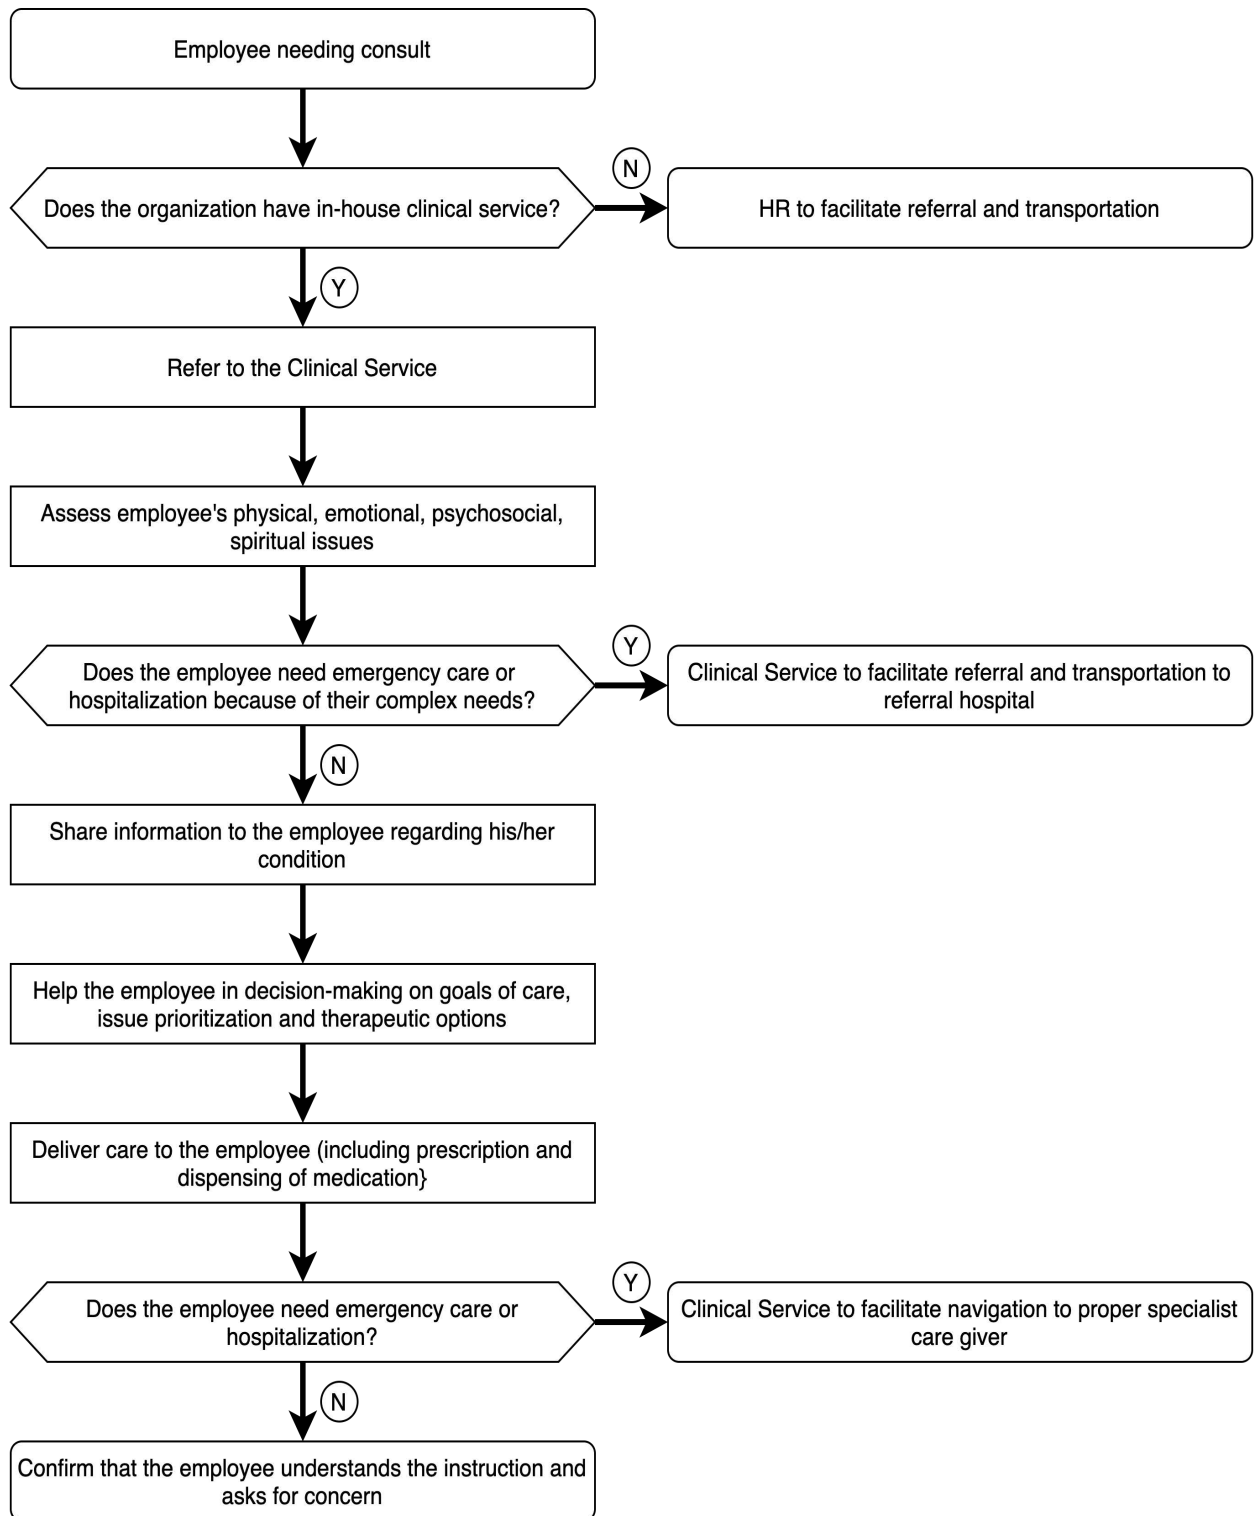 Employee needing consult
N
Does the organization have in-house clinical service?
HR to facilitate referral and transportation
Y
Refer to the Clinical Service
Assess employee's physical, emotional, psychosocial,
spiritual issues
Y
Does the employee need emergency care or
hospitalization because of their complex needs?
Clinical Service to facilitate referral and transportation to
referral hospital
N
Share information to the employee regarding his/her
condition
Help the employee in decision-making on goals of care,
issue prioritization and therapeutic options
Deliver care to the employee (including prescription and
dispensing of medication}
Y
Does the employee need emergency care or
hospitalization?
Clinical Service to facilitate navigation to proper specialist
care giver
N
Confirm that the employee understands the instruction and
asks for concern